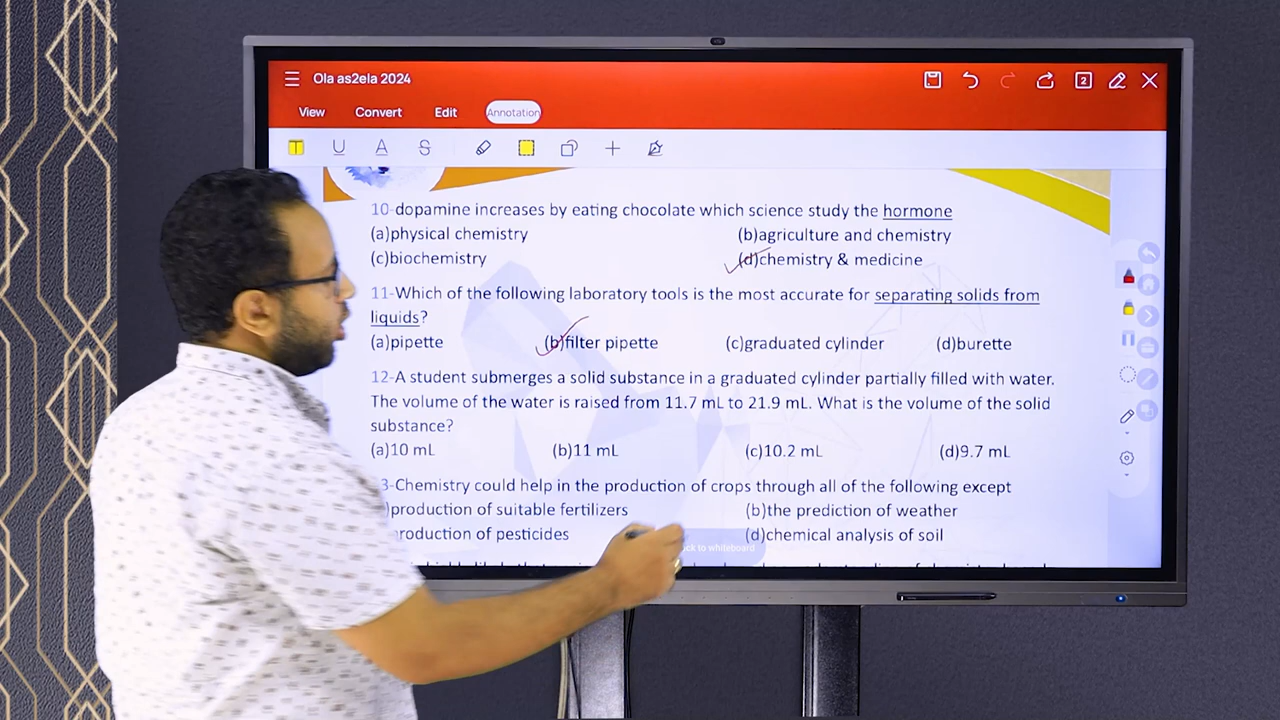 Ola as2ela 2024
View Convert Edit Annotation
T U A S
2
10-dopamine increases by eating chocolate which science study the hormone
(a)physical chemistry (b)agriculture and chemistry
(c)biochemistry (d)chemistry & medicine
11-Which of the following laboratory tools is the most accurate for separating solids from
liquids?
(a)pipette (b)filter pipette (c)graduated cylinder (d)burette
12-A student submerges a solid substance in a graduated cylinder partially filled with water.
The volume of the water is raised from 11.7 mL to 21.9 mL. What is the volume of the solid
substance?
(a)10 mL (b)11 mL (c)10.2 mL (d)9.7 mL
3-Chemistry could help in the production of crops through all of the following except
)production of suitable fertilizers (b)the prediction of weather
roduction of pesticides (d)chemical analysis of soil
ck to whiteboard